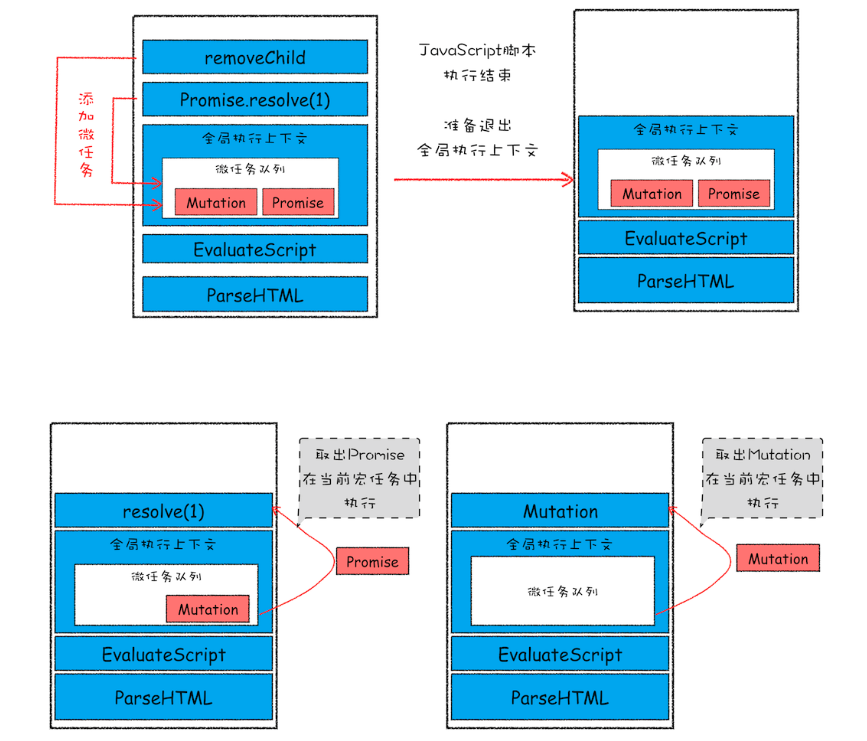 removeChild
Promise.resolve(1)
添加微任务
全局执行上下文
微任务队列
Mutation
Promise
EvaluateScript
ParseHTML
JavaScript脚本
执行结束
准备退出
全局执行上下文
全局执行上下文
微任务队列
Mutation
Promise
EvaluateScript
ParseHTML
取出Promise
在当前宏任务中
执行
resolve(1)
全局执行上下文
微任务队列
Mutation
Promise
EvaluateScript
ParseHTML
取出Mutation
在当前宏任务中
执行
Mutation
全局执行上下文
微任务队列
Mutation
EvaluateScript
ParseHTML